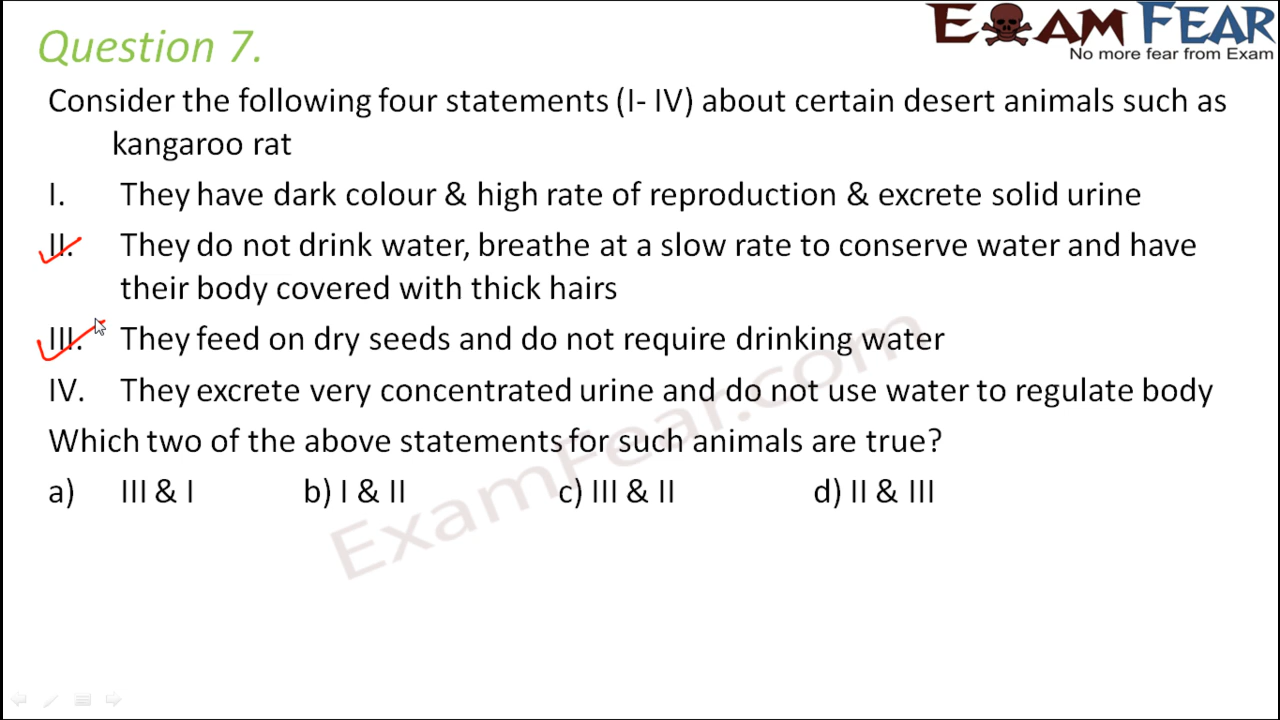 Question 7.
EXAM FEAR
No more fear from Exam
Consider the following four statements (I- IV) about certain desert animals such as
kangaroo rat
I. They have dark colour & high rate of reproduction & excrete solid urine
II. They do not drink water, breathe at a slow rate to conserve water and have
their body covered with thick hairs
III. They feed on dry seeds and do not require drinking water
IV. They excrete very concentrated urine and do not use water to regulate body
Which two of the above statements for such animals are true?
a) III & I b) I & II c) III & II d) II & III
ExamFear.com